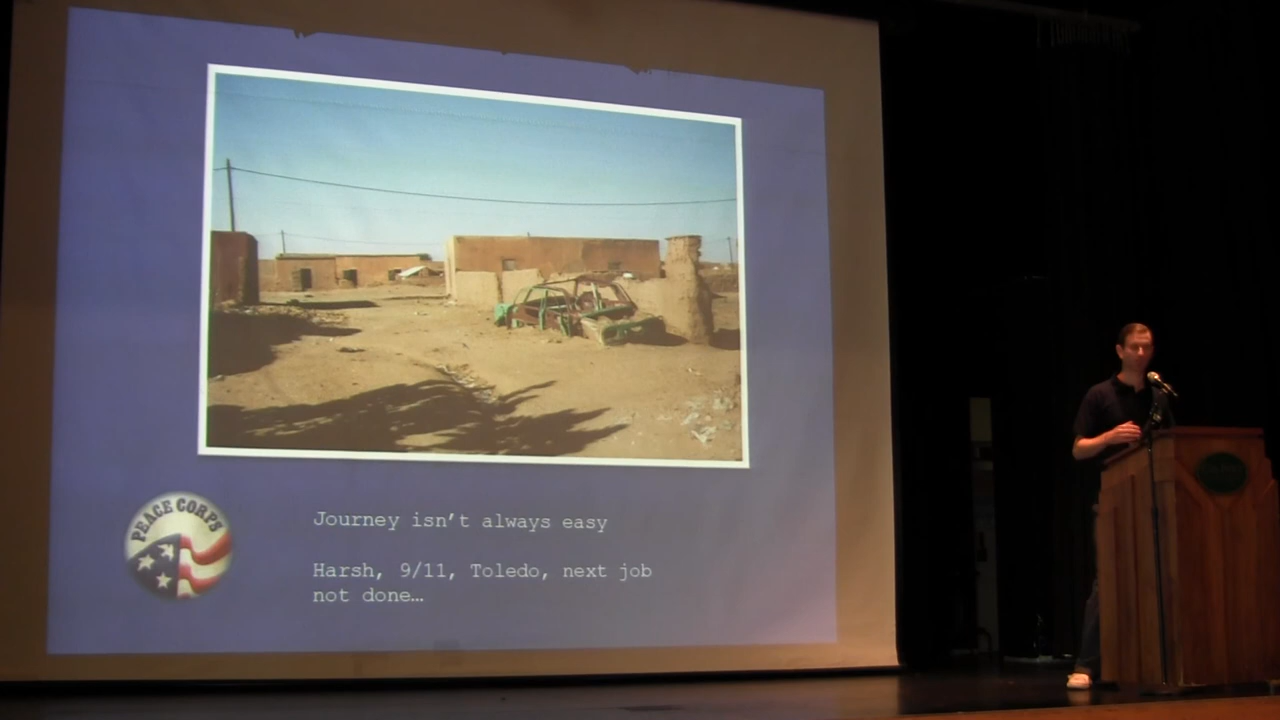 PEACE CORPS
Journey isn't always easy
Harsh, 9/11, Toledo, next job
not done…